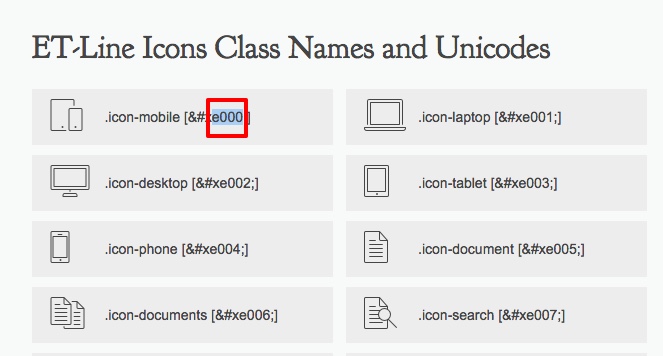 ET-Line Icons Class Names and Unicodes
.icon-mobile [&#xe000;]
.icon-laptop [&#xe001;]
.icon-desktop [&#xe002;]
.icon-tablet [&#xe003;]
.icon-phone [&#xe004;]
.icon-document [&#xe005;]
.icon-documents [&#xe006;]
.icon-search [&#xe007;]